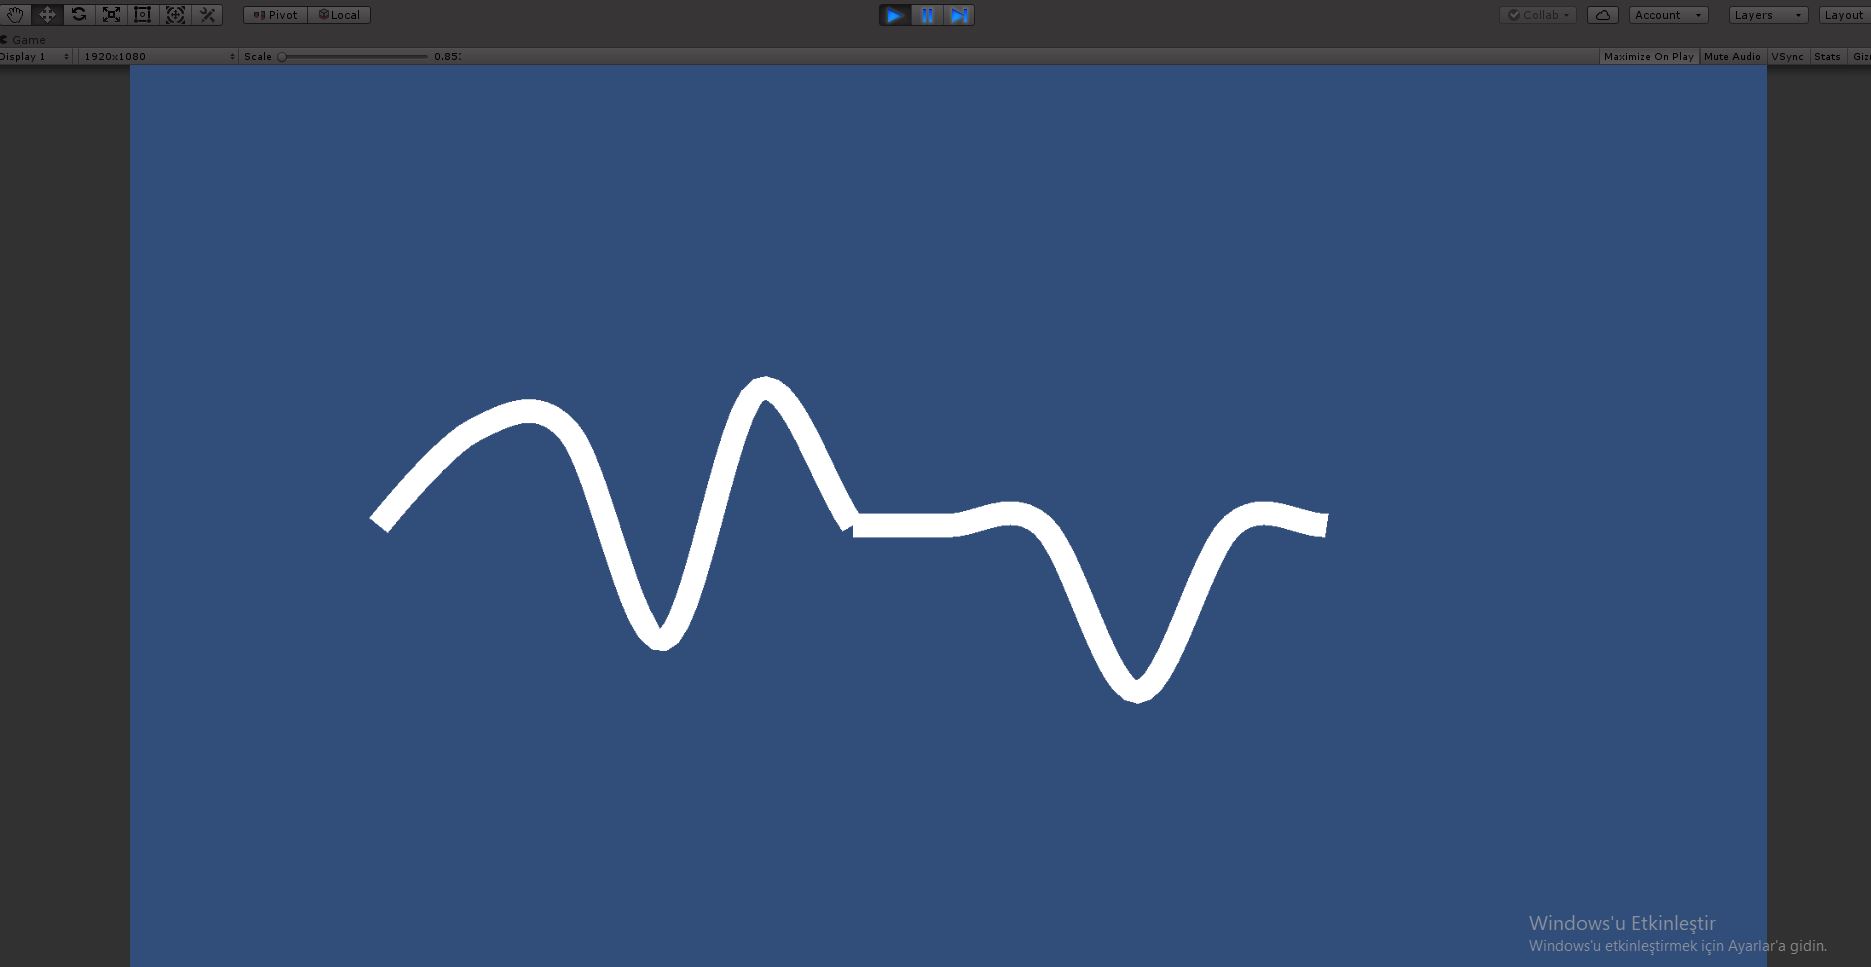 Pivot Local Collab Account Layers Layout
Game
Display 1 1920x1080 Scale 0.85 Maximize On Play Mute Audio VSync Stats
Windows'u Etkinleştir
Windows'u etkinleştirmek için Ayarlar'a gidin.